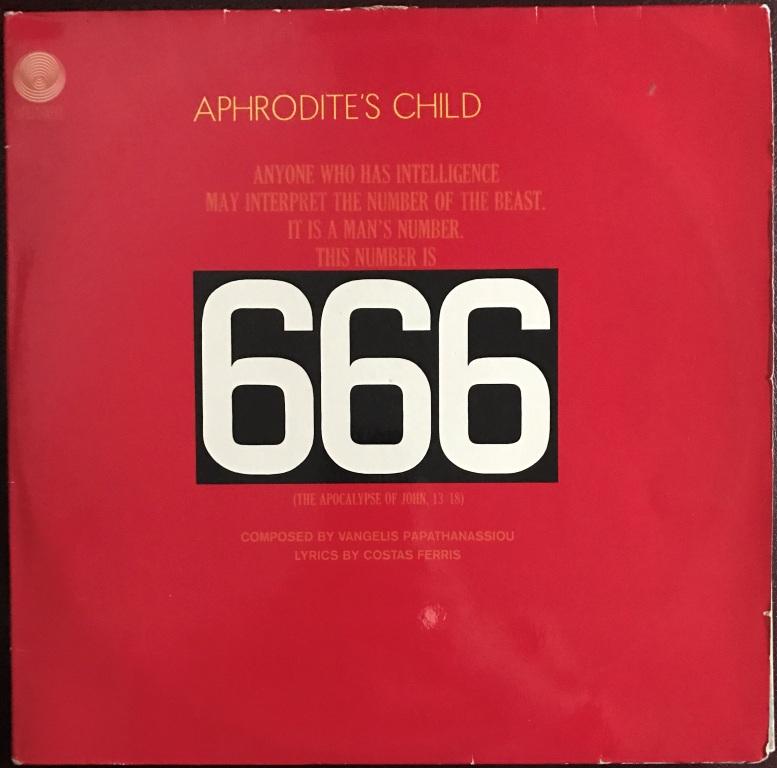 APHRODITE'S CHILD
ANYONE WHO HAS INTELLIGENCE
MAY INTERPRET THE NUMBER OF THE BEAST.
IT IS A MAN'S NUMBER.
THIS NUMBER IS
666
(THE APOCALYPSE OF JOHN, 13 18)
COMPOSED BY VANGELIS PAPATHANASSIOU
LYRICS BY COSTAS FERRIS